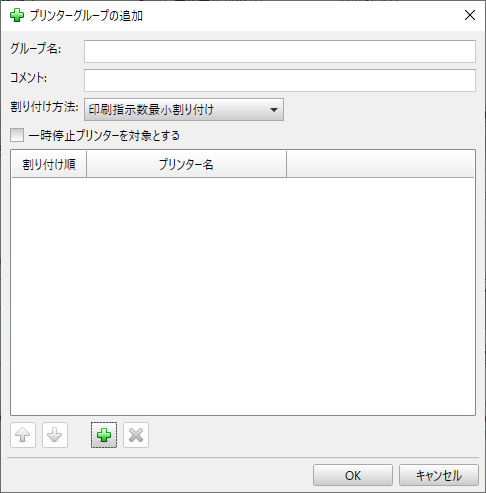 プリンターグループの追加
グループ名:
コメント:
割り付け方法: 印刷指示数最小割り付け
一時停止プリンターを対象とする
割り付け順 プリンター名
OK キャンセル